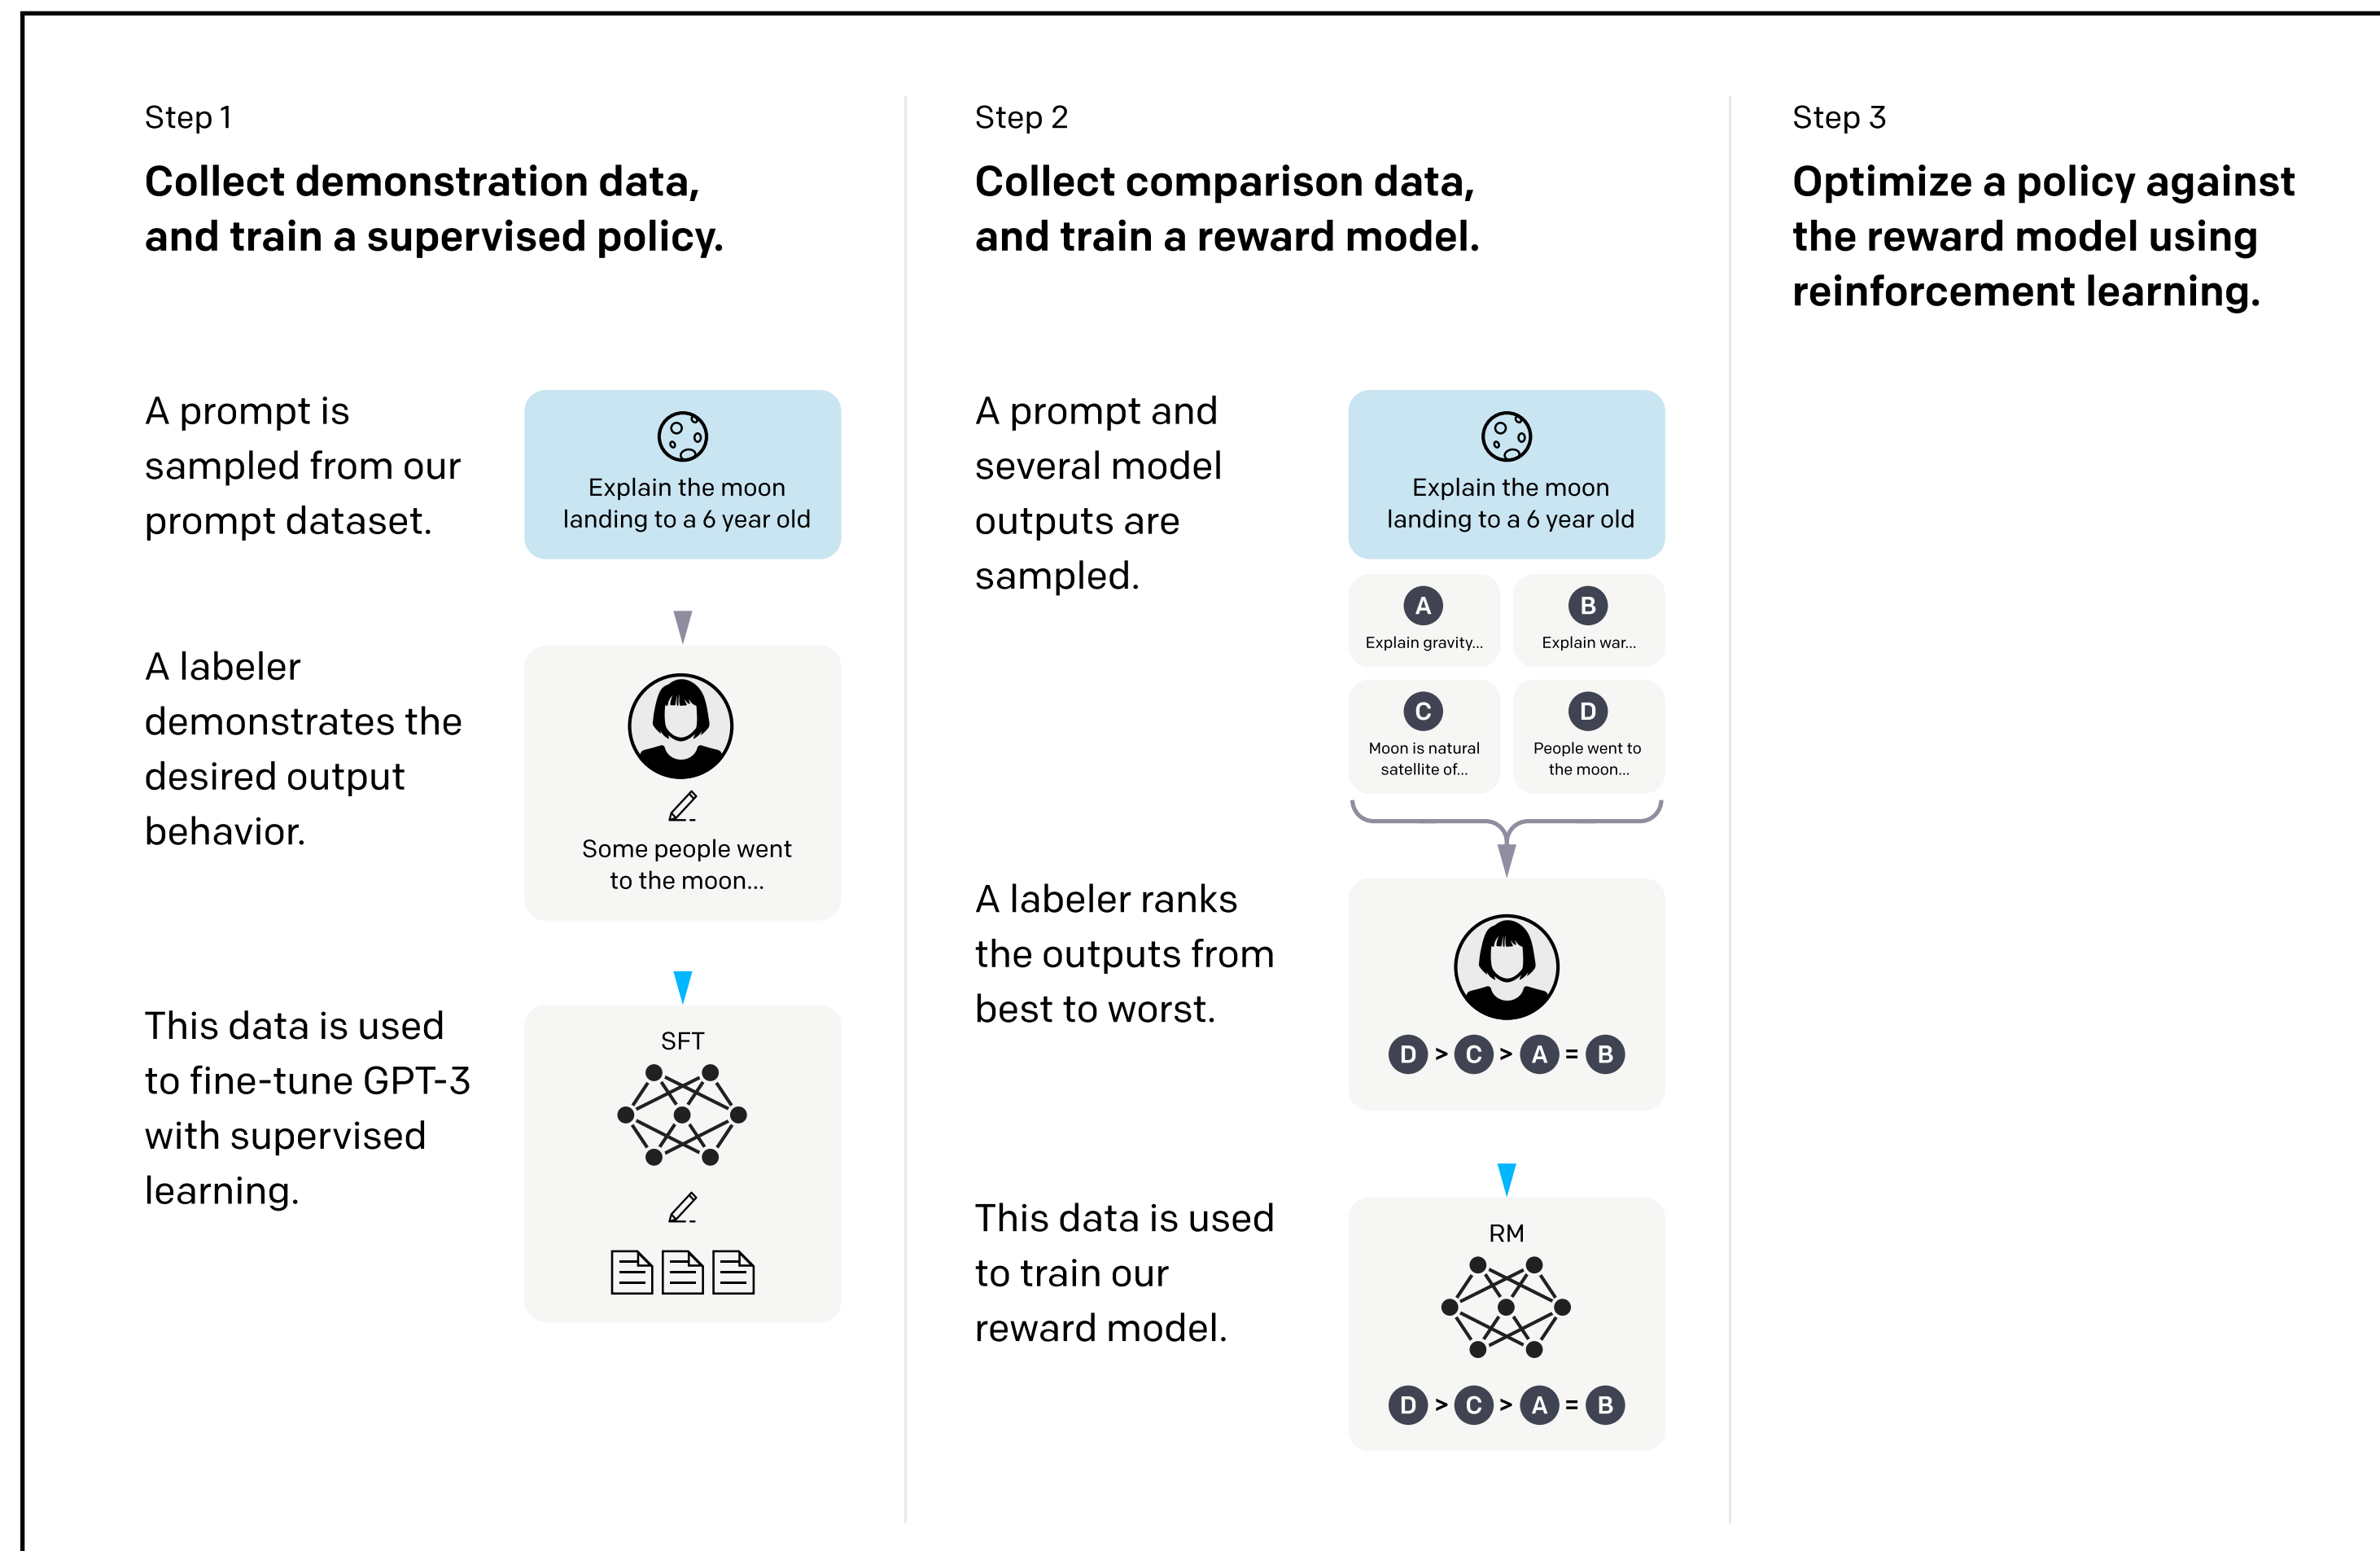 Step 1
Collect demonstration data,
and train a supervised policy.
A prompt is
sampled from our
prompt dataset.
Explain the moon
landing to a 6 year old
A labeler
demonstrates the
desired output
behavior.
Some people went
to the moon...
This data is used
to fine-tune GPT-3
with supervised
learning.
SFT
Step 2
Collect comparison data,
and train a reward model.
A prompt and
several model
outputs are
sampled.
Explain the moon
landing to a 6 year old
A
Explain gravity...
B
Explain war...
C
Moon is natural
satellite of...
D
People went to
the moon...
A labeler ranks
the outputs from
best to worst.
D > C > A = B
This data is used
to train our
reward model.
RM
D > C > A = B
Step 3
Optimize a policy against
the reward model using
reinforcement learning.